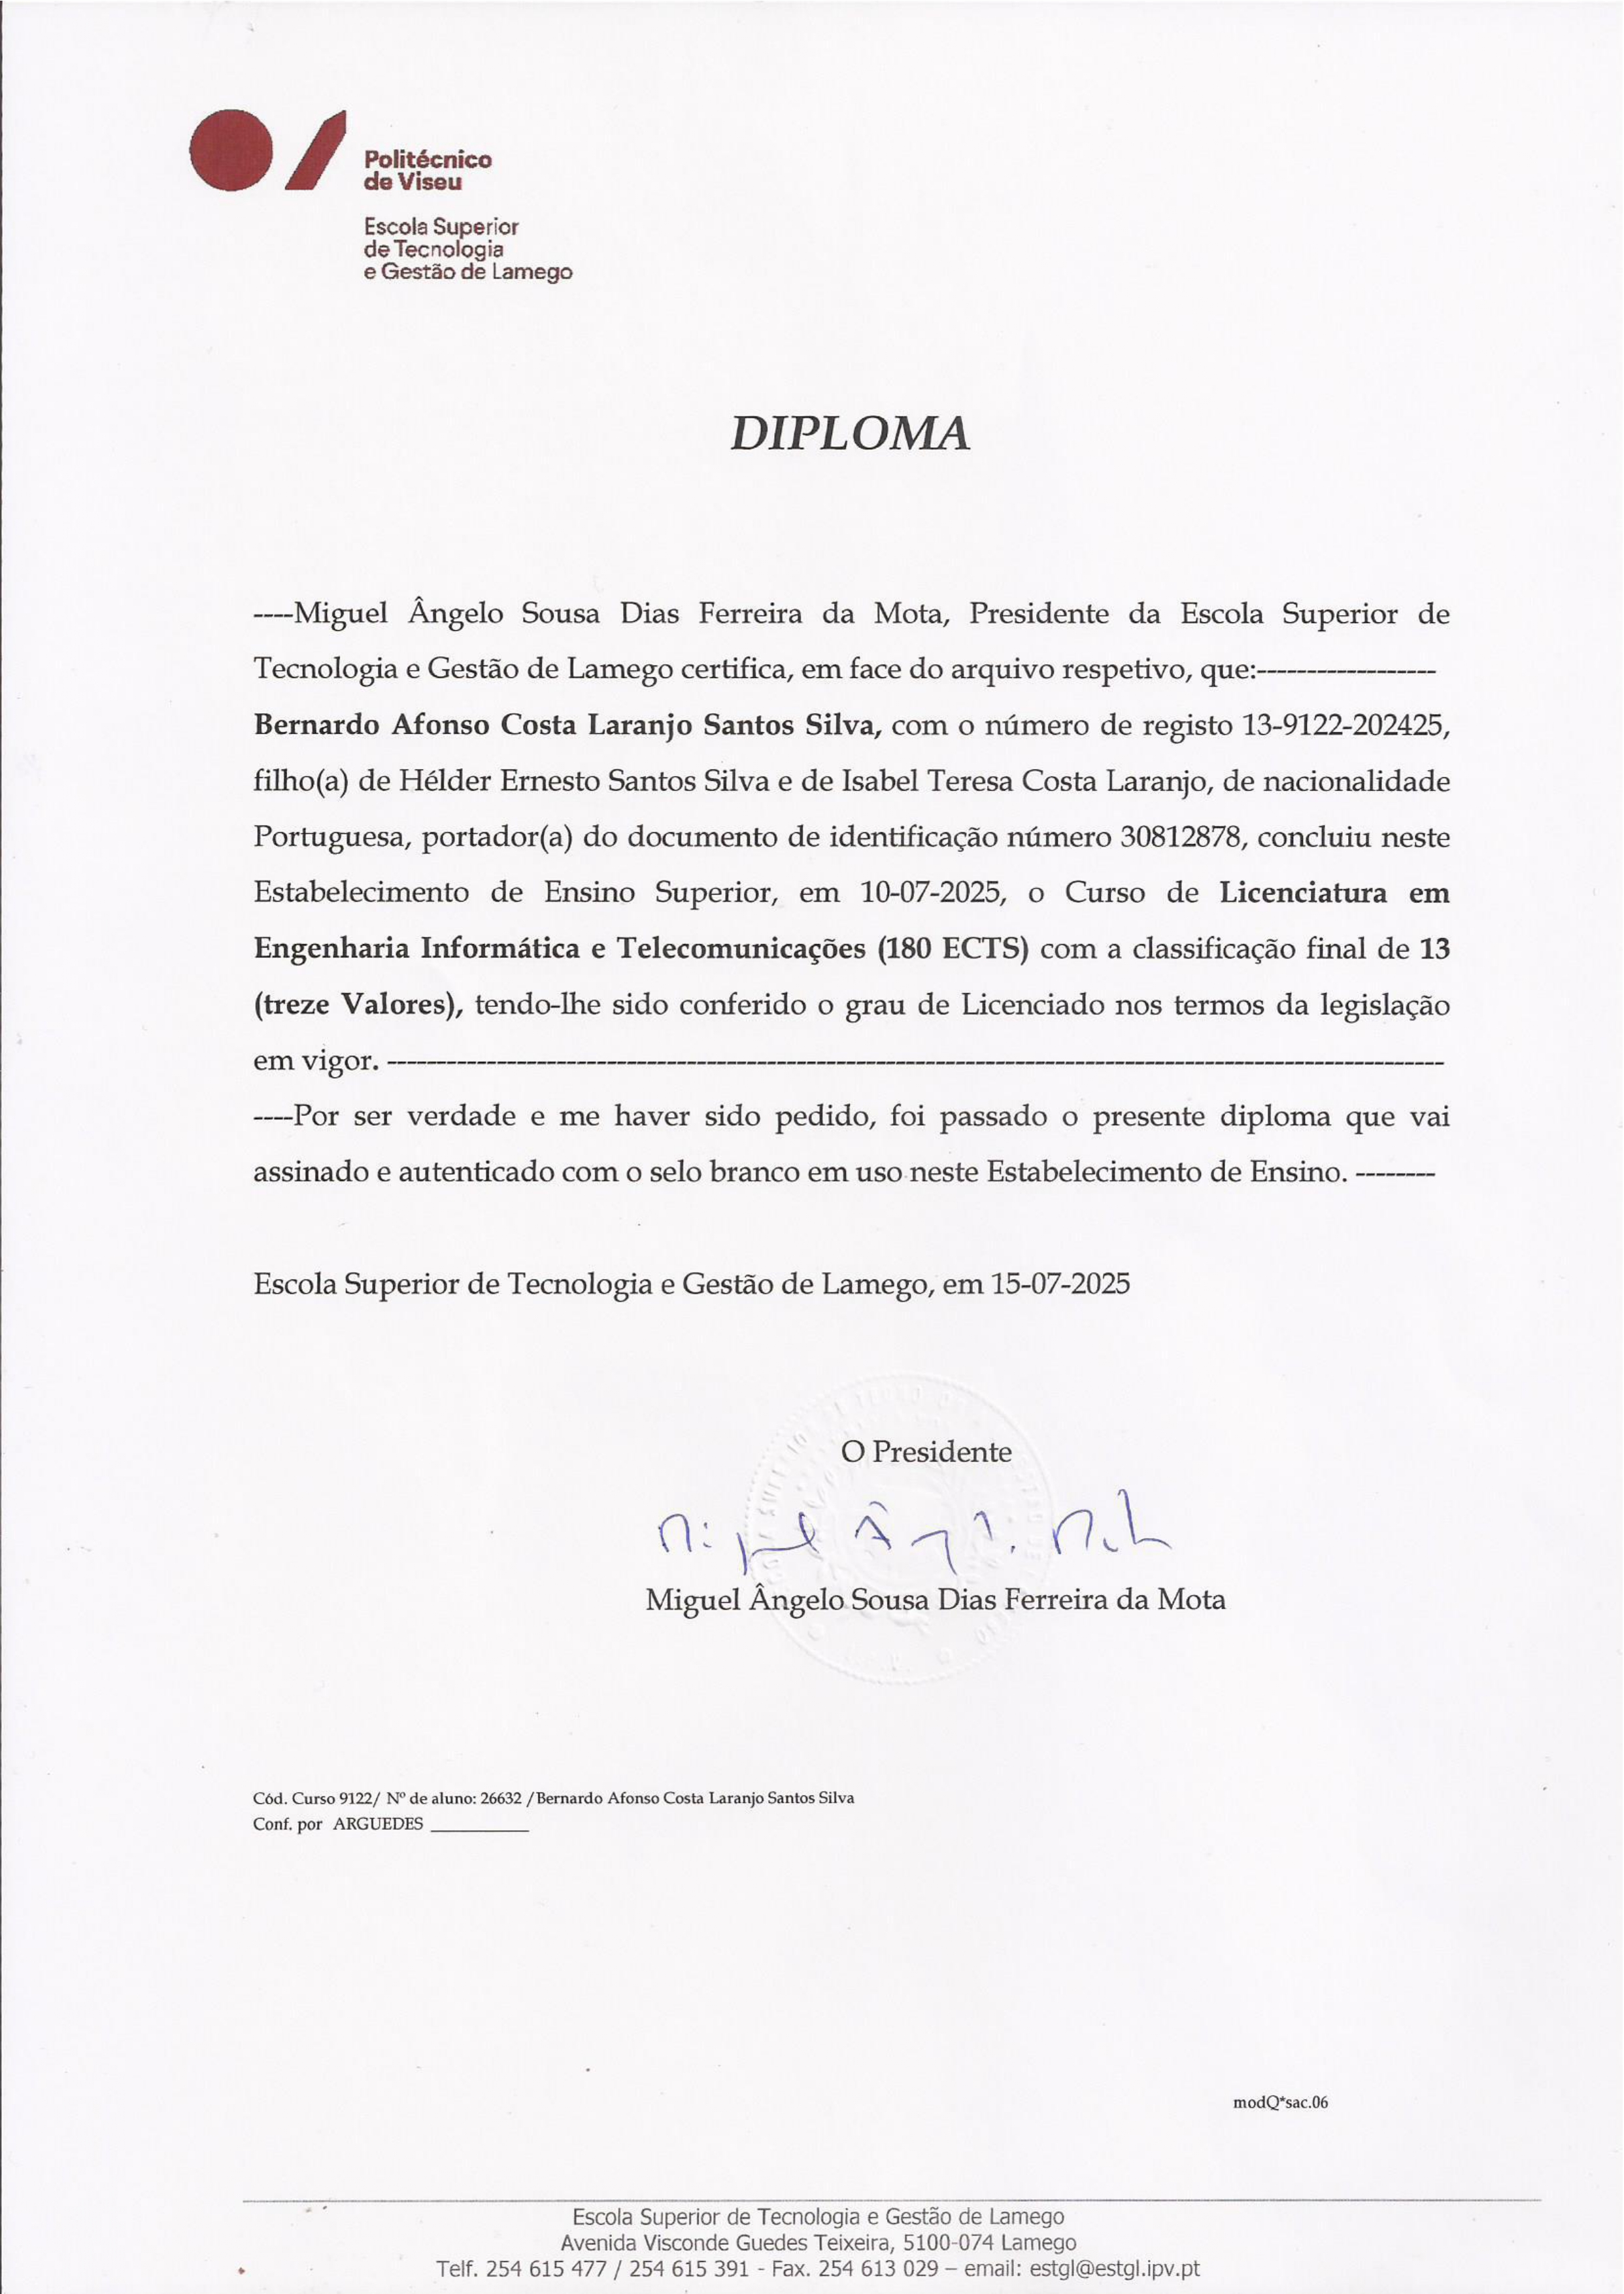 Politécnico
de Viseu
Escola Superior
de Tecnologia
e Gestão de Lamego
DIPLOMA
----Miguel Ângelo Sousa Dias Ferreira da Mota, Presidente da Escola Superior de
Tecnologia e Gestão de Lamego certifica, em face do arquivo respetivo, que:------------------
Bernardo Afonso Costa Laranjo Santos Silva, com o número de registo 13-9122-202425,
filho(a) de Hélder Ernesto Santos Silva e de Isabel Teresa Costa Laranjo, de nacionalidade
Portuguesa, portador(a) do documento de identificação número 30812878, concluiu neste
Estabelecimento de Ensino Superior, em 10-07-2025, o Curso de Licenciatura em
Engenharia Informática e Telecomunicações (180 ECTS) com a classificação final de 13
(treze Valores), tendo-lhe sido conferido o grau de Licenciado nos termos da legislação
em vigor. ----------------------------------------------------------------------------------------------------------
----Por ser verdade e me haver sido pedido, foi passado o presente diploma que vai
assinado e autenticado com o selo branco em uso neste Estabelecimento de Ensino. --------
Escola Superior de Tecnologia e Gestão de Lamego, em 15-07-2025
O Presidente
Miguel Ângelo Sousa Dias Ferreira da Mota
Cód. Curso 9122/ Nº de aluno: 26632 /Bernardo Afonso Costa Laranjo Santos Silva
Conf. por ARGUEDES __________
modQ*sac.06
Escola Superior de Tecnologia e Gestão de Lamego
Avenida Visconde Guedes Teixeira, 5100-074 Lamego
Telf. 254 615 477 / 254 615 391 - Fax. 254 613 029 – email: estgl@estgl.ipv.pt